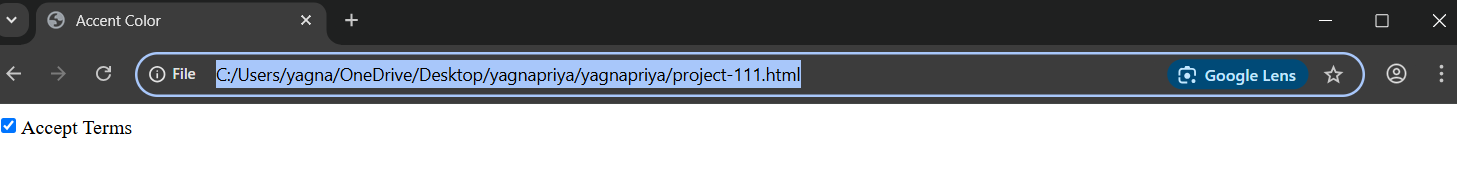 Accent Color
File C:/Users/yagna/OneDrive/Desktop/yagnapriya/yagnapriya/project-111.html Google Lens
Accept Terms